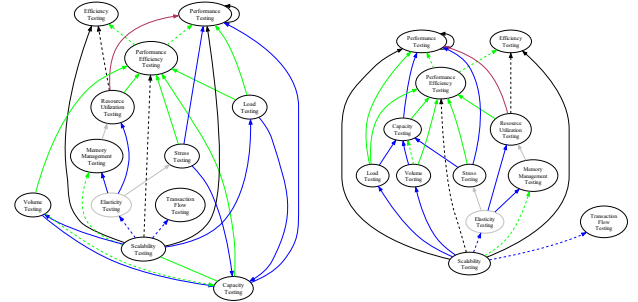 Efficiency
Testing
Performance
Testing
Performance
Efficiency
Testing
Resource
Utilization
Testing
Load
Testing
Memory
Management
Testing
Stress
Testing
Volume
Testing
Elasticity
Testing
Transaction
Flow
Testing
Scalability
Testing
Capacity
Testing
Performance
Testing
Efficiency
Testing
Performance
Efficiency
Testing
Capacity
Testing
Resource
Utilization
Testing
Load
Testing
Volume
Testing
Stress
Testing
Memory
Management
Testing
Elasticity
Testing
Transaction
Flow
Testing
Scalability
Testing